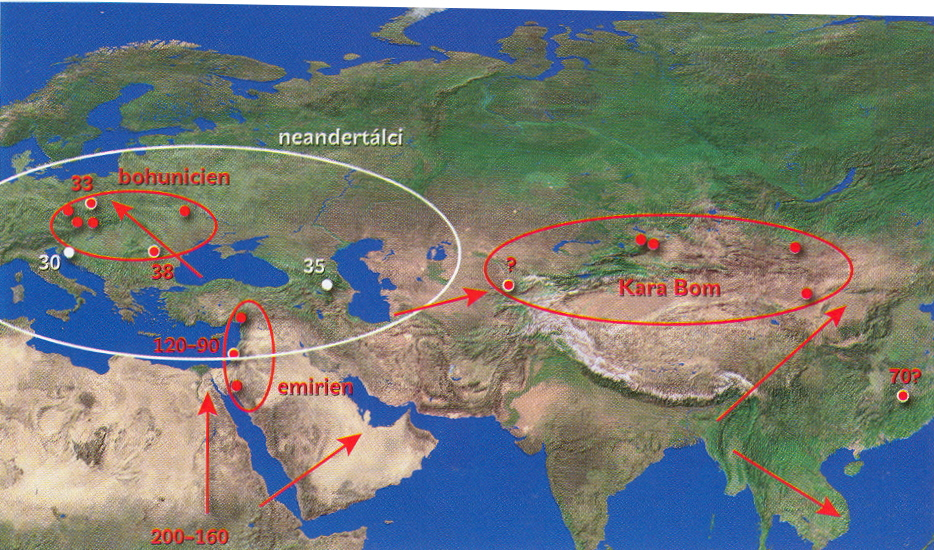 neandertálci
33
bohunicien
30
38
35
?
Kara Bom
120–90
emirien
70?
200–160